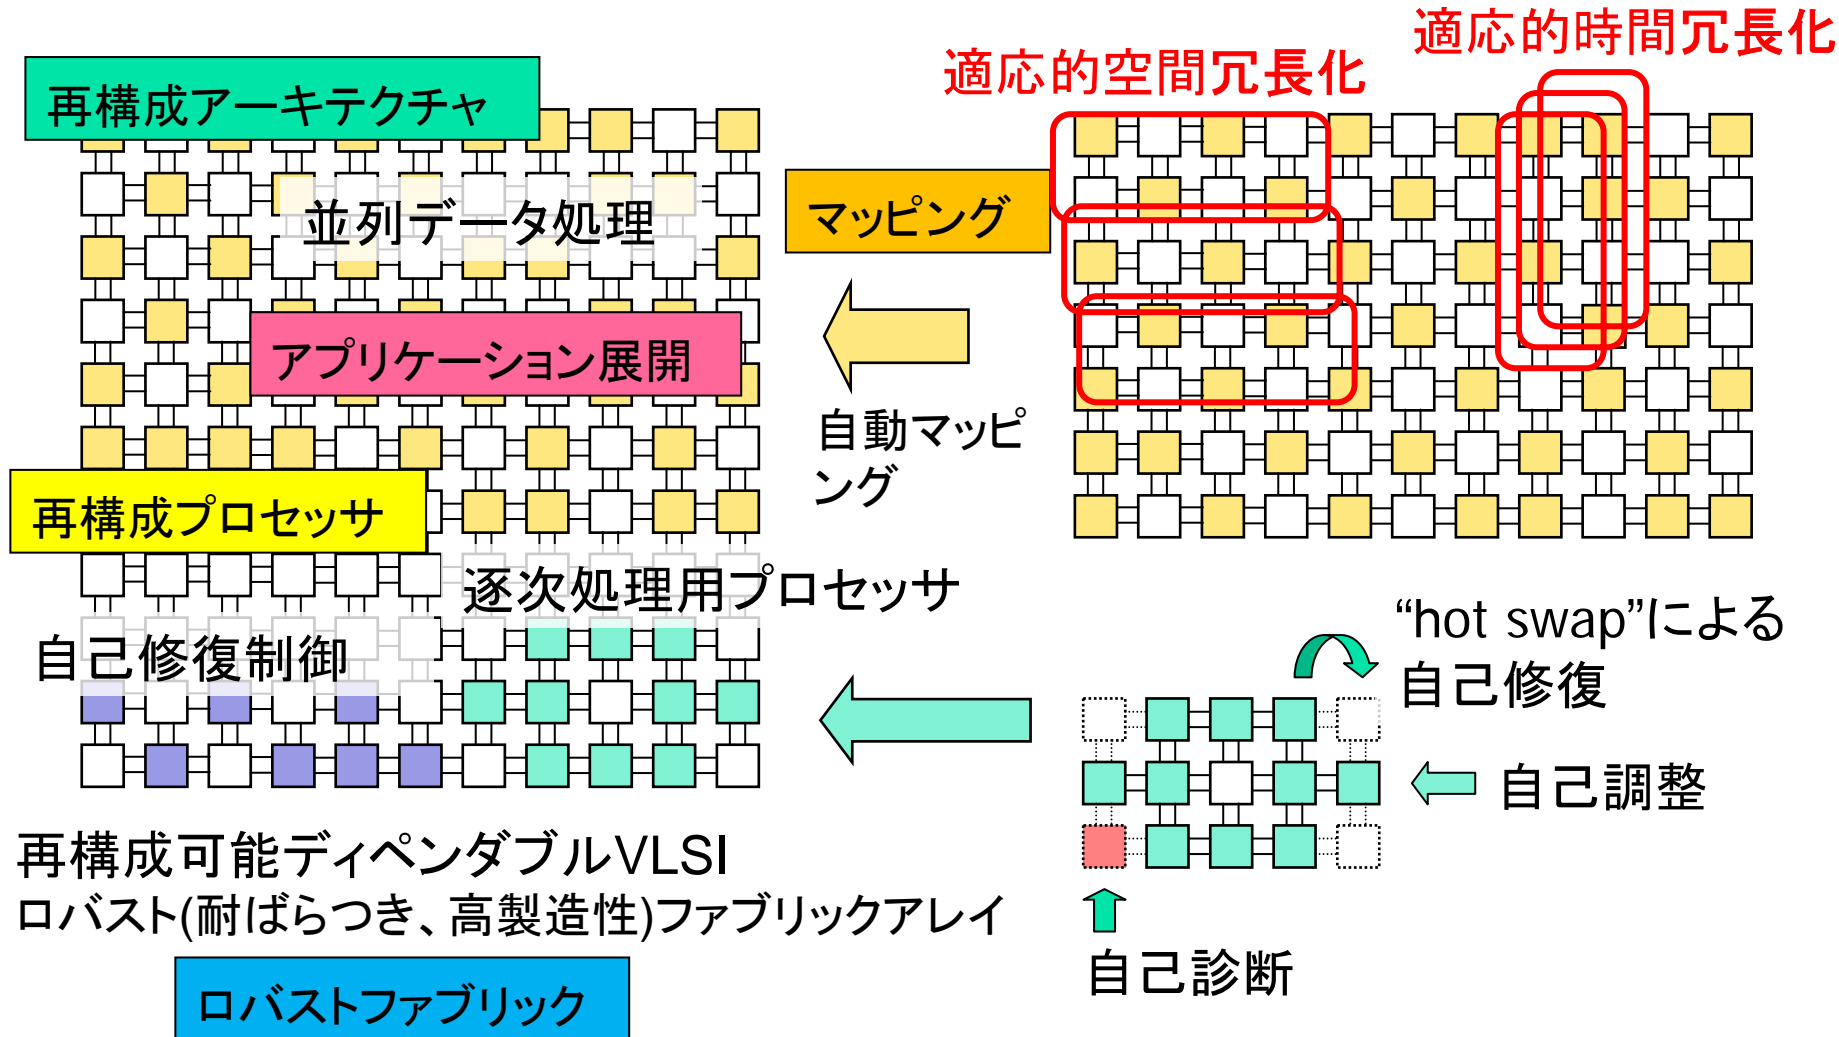 適応的時間冗長化
適応的空間冗長化
再構成アーキテクチャ
並列データ処理
マッピング
アプリケーション展開
自動マッピ
ング
再構成プロセッサ
逐次処理用プロセッサ
自己修復制御
“hot swap”による
自己修復
自己調整
再構成可能ディペンダブルVLSI
ロバスト(耐ばらつき、高製造性)ファブリックアレイ
自己診断
ロバストファブリック